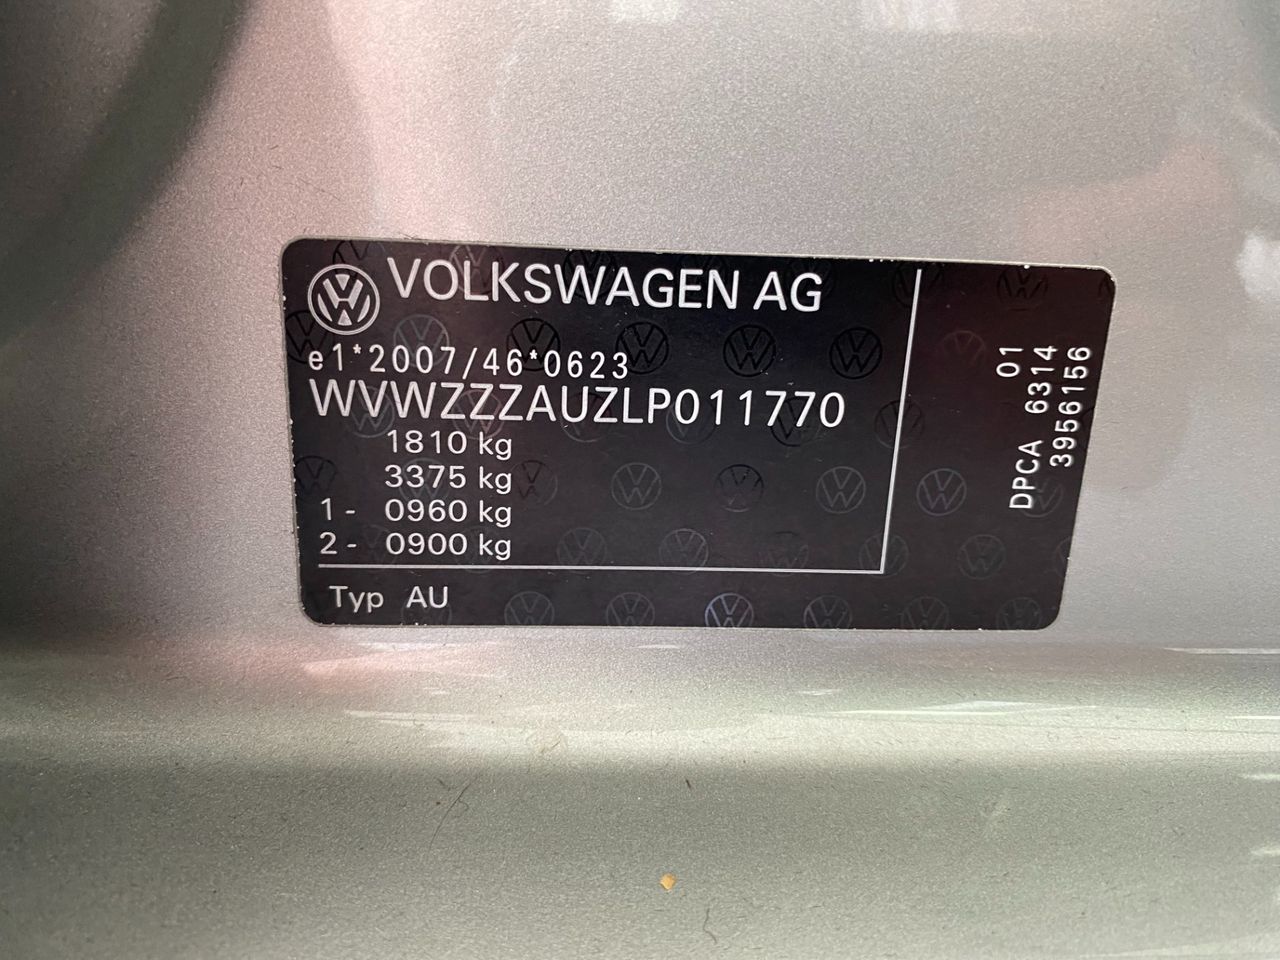 VOLKSWAGEN AG
e1*2007/46*0623
WVWZZZAUZLP011770
1810 kg
3375 kg
1- 0960 kg
2- 0900 kg
Typ AU
01
DPCA 6314
3956156